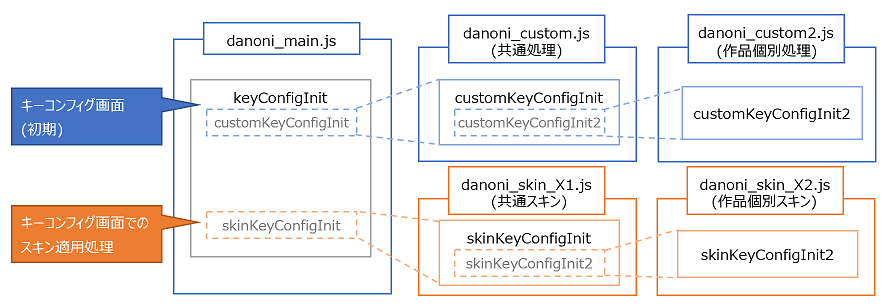 danoni_main.js
danoni_custom.js
(共通処理)
danoni_custom2.js
(作品個別処理)
キーコンフィグ画面
(初期)
keyConfigInit
customKeyConfigInit
customKeyConfigInit
customKeyConfigInit2
customKeyConfigInit2
danoni_skin_X1.js
(共通スキン)
danoni_skin_X2.js
(作品個別スキン)
キーコンフィグ画面での
スキン適用処理
skinKeyConfigInit
skinKeyConfigInit
skinKeyConfigInit2
skinKeyConfigInit2